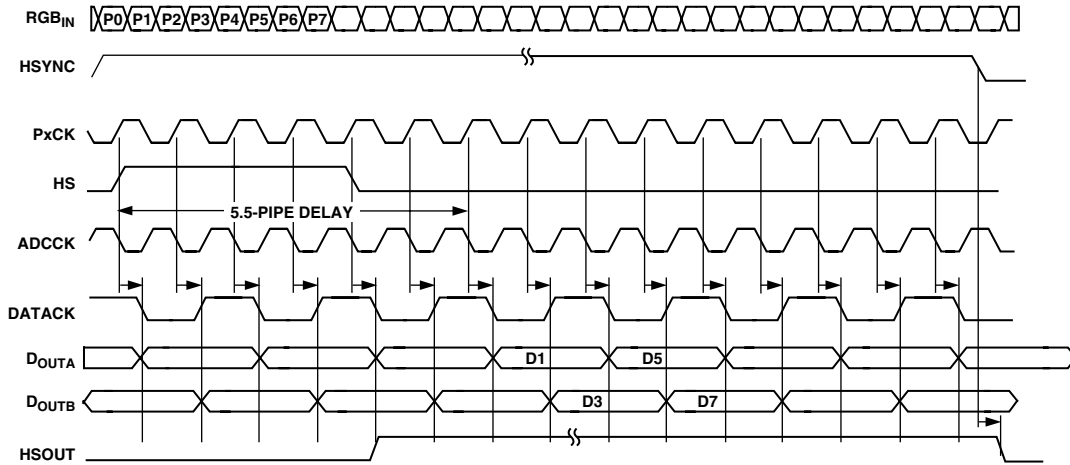 RGBIN P0 P1 P2 P3 P4 P5 P6 P7
HSYNC
PxCK
HS
5.5-PIPE DELAY
ADCCK
DATACK
DOUTA D1 D5
DOUTB D3 D7
HSOUT